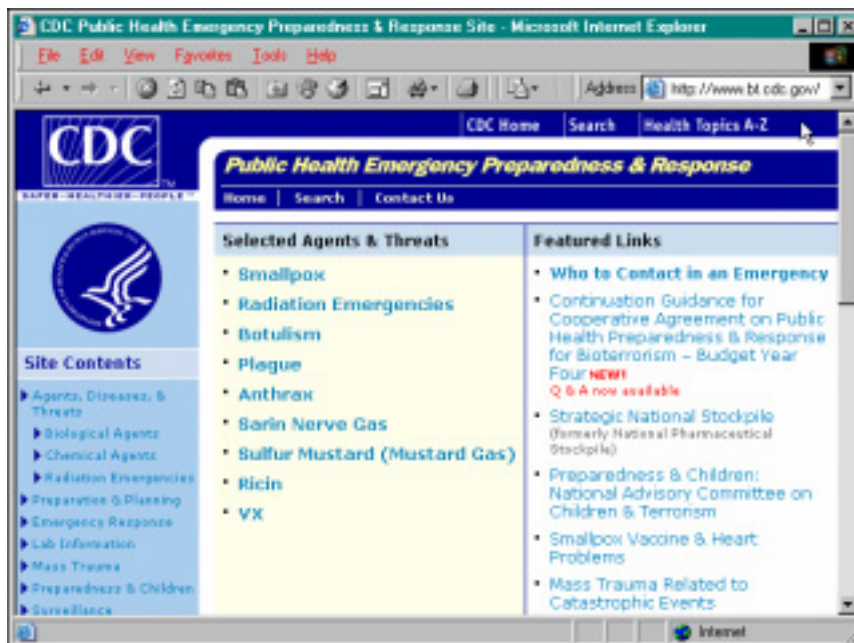 CDC Public Health Emergency Preparedness & Response Site - Microsoft Internet Explorer
File Edit View Favorites Tools Help
Address http://www.bt.cdc.gov/
CDC Home Search Health Topics A-Z
CDC
TM
SAFER·HEALTHIER·PEOPLE™
Public Health Emergency Preparedness & Response
Home | Search | Contact Us
Selected Agents & Threats
Smallpox
Radiation Emergencies
Botulism
Plague
Anthrax
Sarin Nerve Gas
Sulfur Mustard (Mustard Gas)
Ricin
VX
Featured Links
Who to Contact in an Emergency
Continuation Guidance for
Cooperative Agreement on Public
Health Preparedness & Response
for Bioterrorism – Budget Year
Four NEW!
Q & A now available
Strategic National Stockpile
(formerly National Pharmaceutical
Stockpile)
Preparedness & Children:
National Advisory Committee on
Children & Terrorism
Smallpox Vaccine & Heart
Problems
Mass Trauma Related to
Catastrophic Events
Site Contents
Agents, Diseases, &
Threats
Biological Agents
Chemical Agents
Radiation Emergencies
Preparation & Planning
Emergency Response
Lab Information
Mass Trauma
Preparedness & Children
Surveillance
Internet